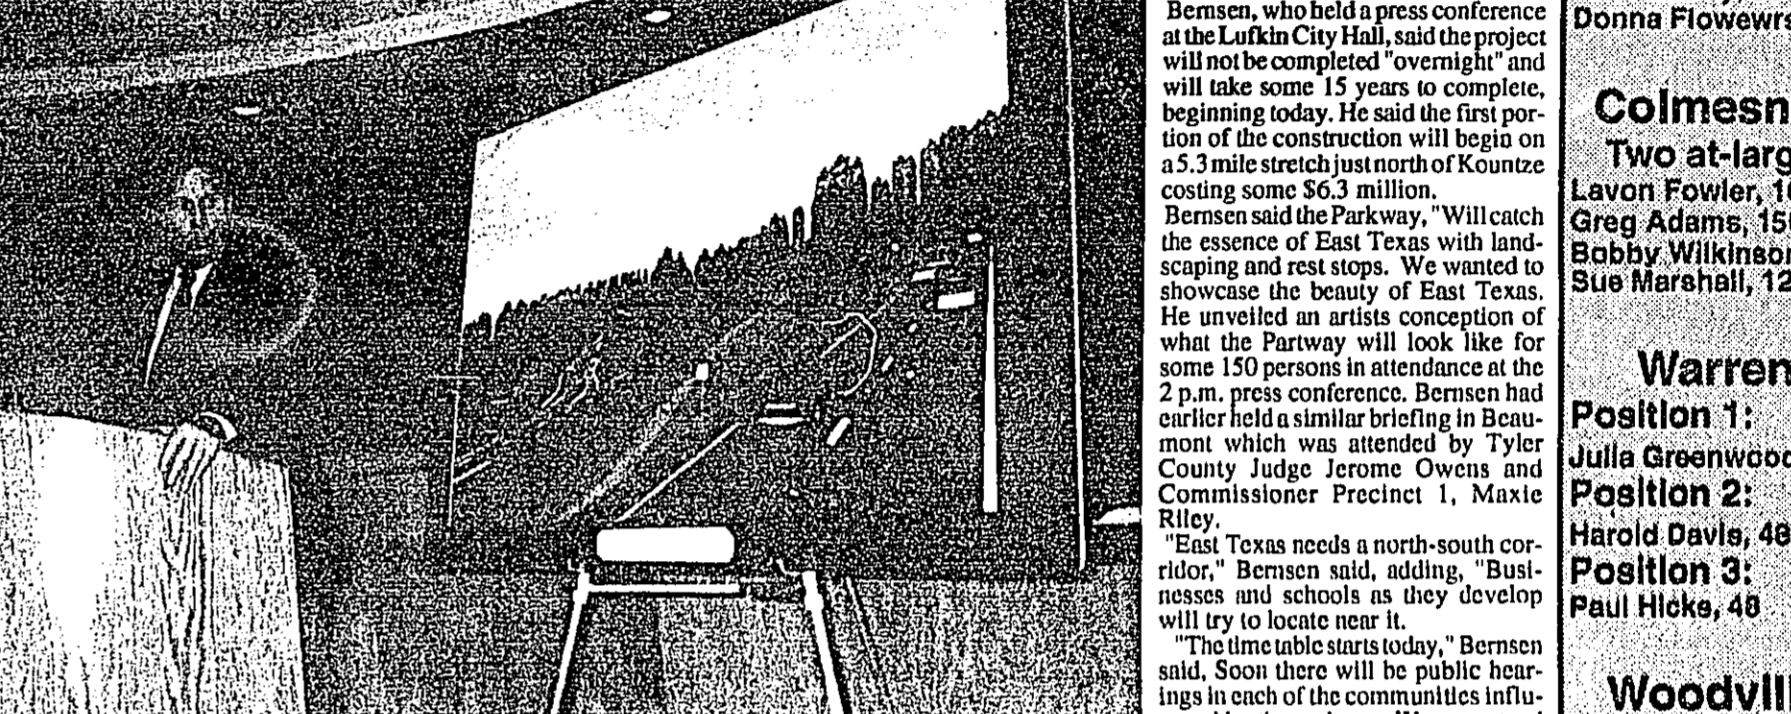 Bernsen, who held a press conference
at the Lufkin City Hall, said the project
will not be completed "overnight" and
will take some 15 years to complete,
beginning today. He said the first por-
tion of the construction will begin on
a 5.3 mile stretch just north of Kountze
costing some $6.3 million.
Bernsen said the Parkway, "Will catch
the essence of East Texas with land-
scaping and rest stops. We wanted to
showcase the beauty of East Texas.
He unveiled an artists conception of
what the Partway will look like for
some 150 persons in attendance at the
2 p.m. press conference. Bernsen had
earlier held a similar briefing in Beau-
mont which was attended by Tyler
County Judge Jerome Owens and
Commissioner Precinct 1, Maxie
Riley.
"East Texas needs a north-south cor-
ridor," Bernsen said, adding, "Busi-
nesses and schools as they develop
will try to locate near it.
"The time table starts today," Bernsen
said, Soon there will be public hear-
ings in each of the communities influ-
Donna Flowewr
Colmesn
Two at-larg
Lavon Fowler, 1
Greg Adams, 15
Bobby Wilkinson
Sue Marshall, 12
Warren
Position 1:
Julia Greenwood
Position 2:
Harold Davis, 48
Position 3:
Paul Hicks, 48
Woodvill